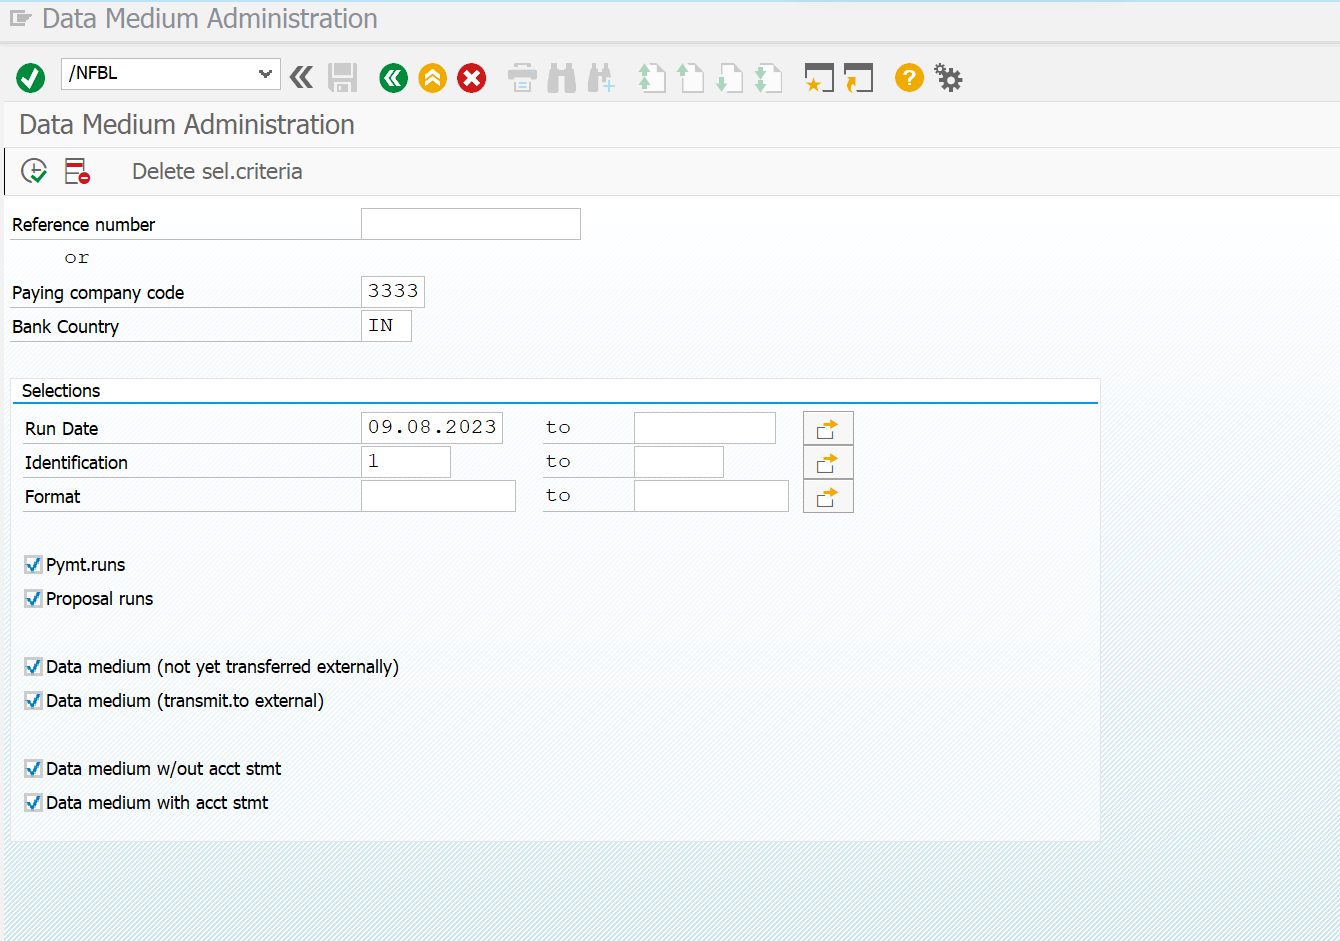 Data Medium Administration
/NFBL
Data Medium Administration
Delete sel.criteria
Reference number
or
Paying company code 3333
Bank Country IN
Selections
Run Date 09.08.2023 to
Identification 1 to
Format to
Pymt.runs
Proposal runs
Data medium (not yet transferred externally)
Data medium (transmit.to external)
Data medium w/out acct stmt
Data medium with acct stmt